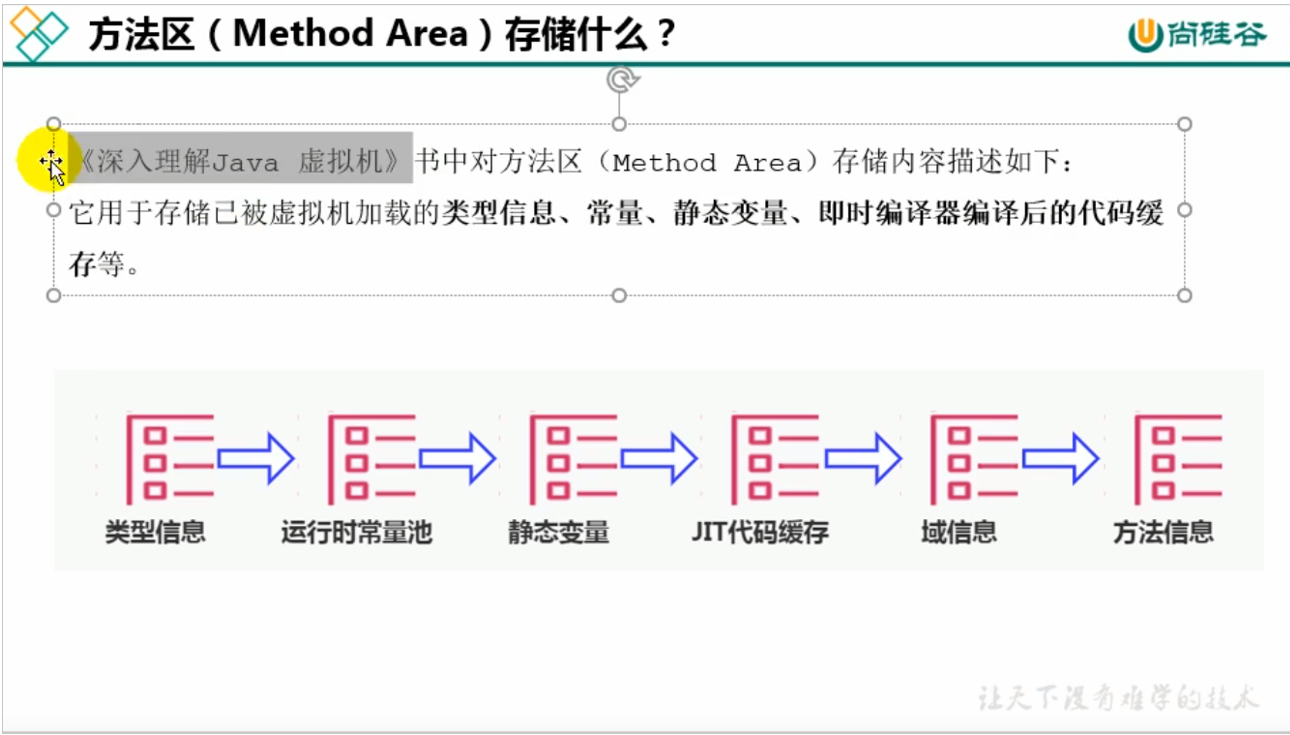 方法区（Method Area）存储什么？
尚硅谷
《深入理解Java 虚拟机》书中对方法区（Method Area）存储内容描述如下：
它用于存储已被虚拟机加载的类型信息、常量、静态变量、即时编译器编译后的代码缓
存等。
类型信息 运行时常量池 静态变量 JIT代码缓存 域信息 方法信息
让天下没有难学的技术